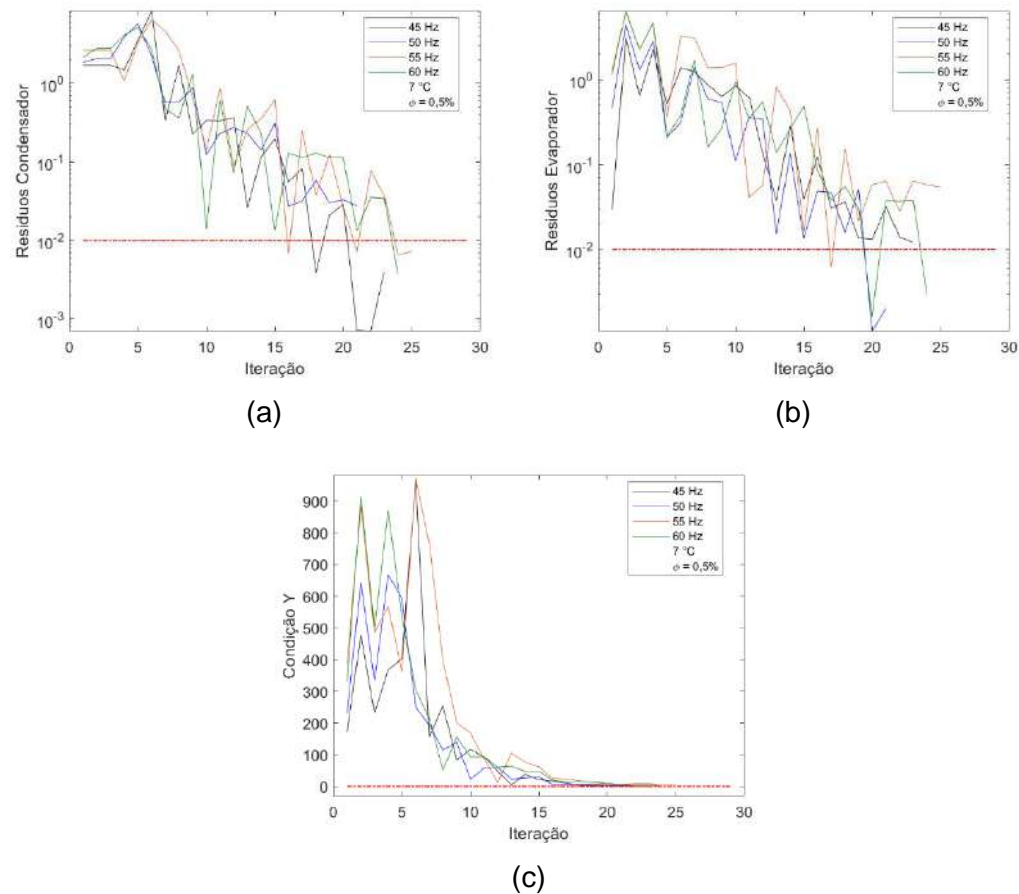 Resíduos Condensador
10^0
10^-1
10^-2
10^-3
0 5 10 15 20 25 30
Iteração
45 Hz
50 Hz
55 Hz
60 Hz
7 °C
ϕ = 0,5%
(a)
Resíduos Evaporador
10^0
10^-1
10^-2
0 5 10 15 20 25 30
Iteração
45 Hz
50 Hz
55 Hz
60 Hz
7 °C
ϕ = 0,5%
(b)
Condição Y
900
800
700
600
500
400
300
200
100
0
0 5 10 15 20 25 30
Iteração
45 Hz
50 Hz
55 Hz
60 Hz
7 °C
ϕ = 0,5%
(c)